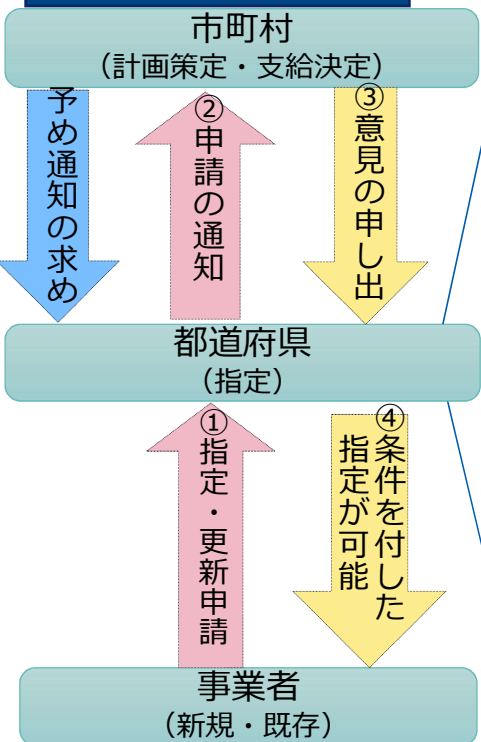 市町村
（計画策定・支給決定）
予め通知の求め
②申請の通知
③意見の申し出
都道府県
（指定）
①指定・更新申請
④条件を付した
指定が可能
事業者
（新規・既存）